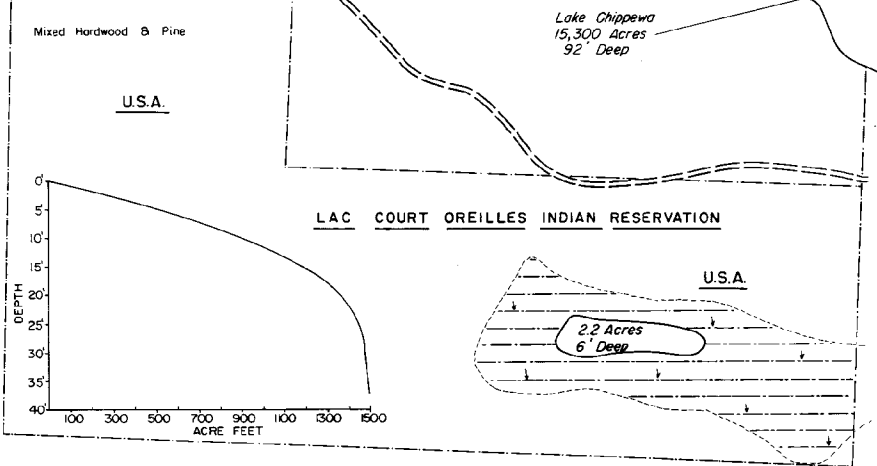 Lake Chippewa
15,300 Acres
92' Deep
Mixed Hardwood & Pine
U.S.A.
LAC COURT OREILLES INDIAN RESERVATION
U.S.A.
2.2 Acres
6' Deep
0'
5'
10'
15'
20'
25'
30'
35'
40'
DEPTH
100 300 500 700 900 1100 1300 1500
ACRE FEET